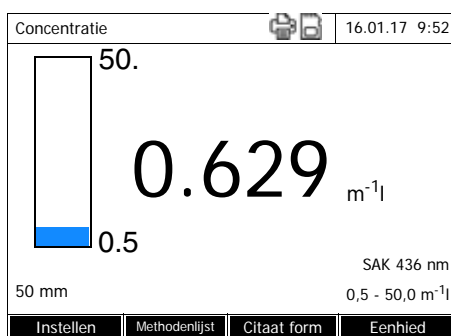 Concentratie 16.01.17 9:52
50.
0.629 m⁻¹l
0.5
SAK 436 nm
50 mm 0,5 - 50,0 m⁻¹l
Instellen Methodenlijst Citaat form Eenhied